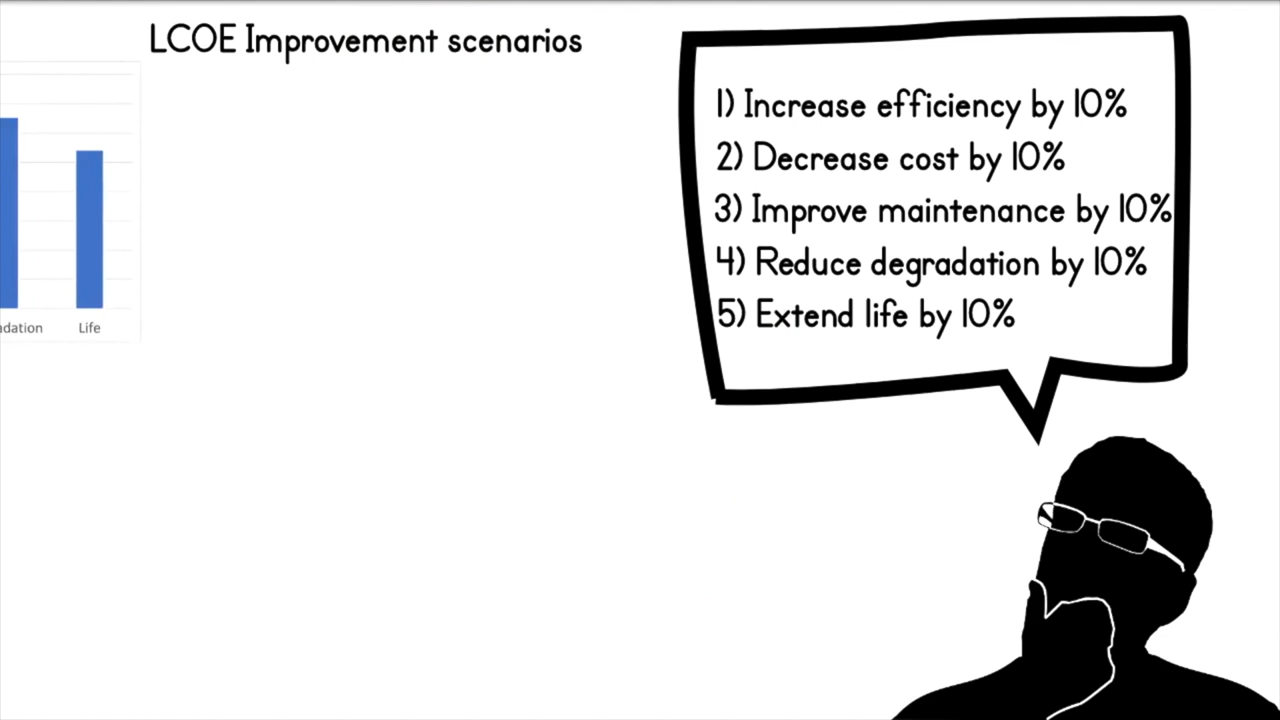 LCOE Improvement scenarios
1) Increase efficiency by 10%
2) Decrease cost by 10%
3) Improve maintenance by 10%
4) Reduce degradation by 10%
5) Extend life by 10%
adation Life